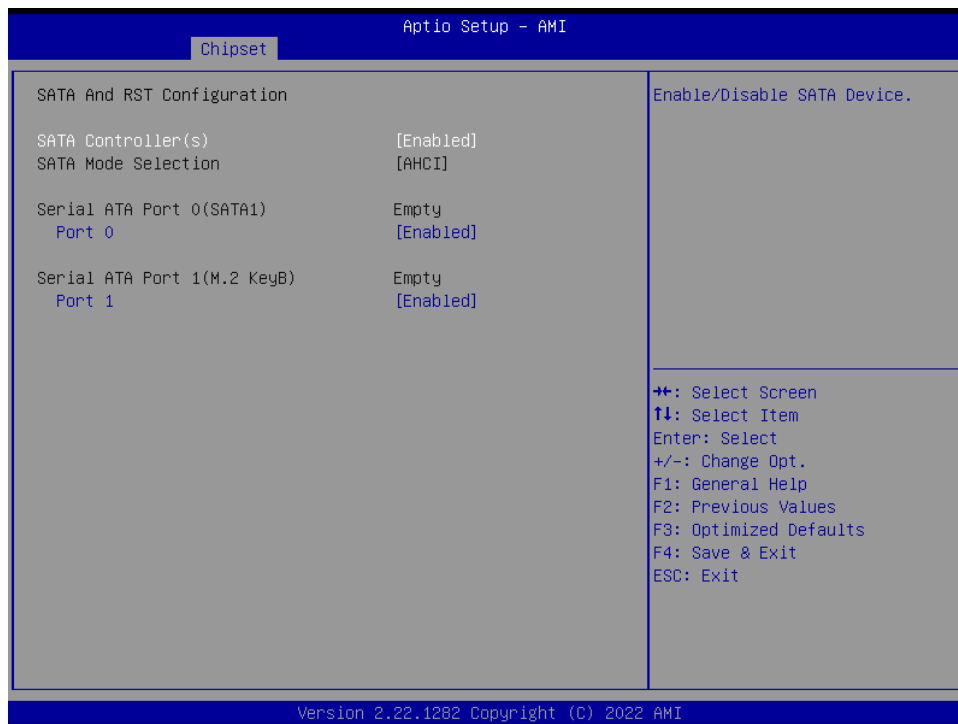 Aptio Setup – AMI
Chipset
SATA And RST Configuration
SATA Controller(s) [Enabled]
SATA Mode Selection [AHCI]
Serial ATA Port 0(SATA1) Empty
Port 0 [Enabled]
Serial ATA Port 1(M.2 KeyB) Empty
Port 1 [Enabled]
Enable/Disable SATA Device.
→←: Select Screen
↑↓: Select Item
Enter: Select
+/-: Change Opt.
F1: General Help
F2: Previous Values
F3: Optimized Defaults
F4: Save & Exit
ESC: Exit
Version 2.22.1282 Copyright (C) 2022 AMI